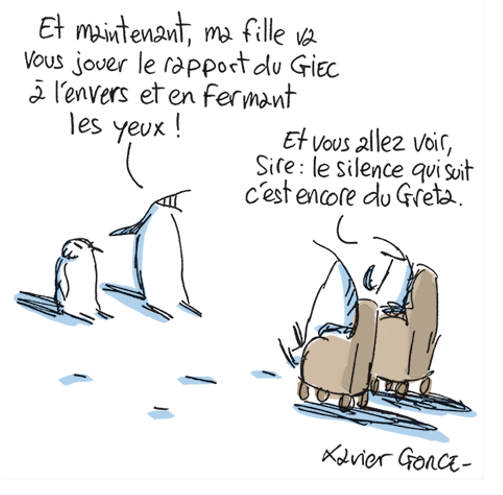 Et maintenant, ma fille va
vous jouer le rapport du GIEC
à l'envers et en fermant
les yeux !
Et vous allez voir,
Sire : le silence qui suit
c'est encore du Greta.
Xavier Gorce-